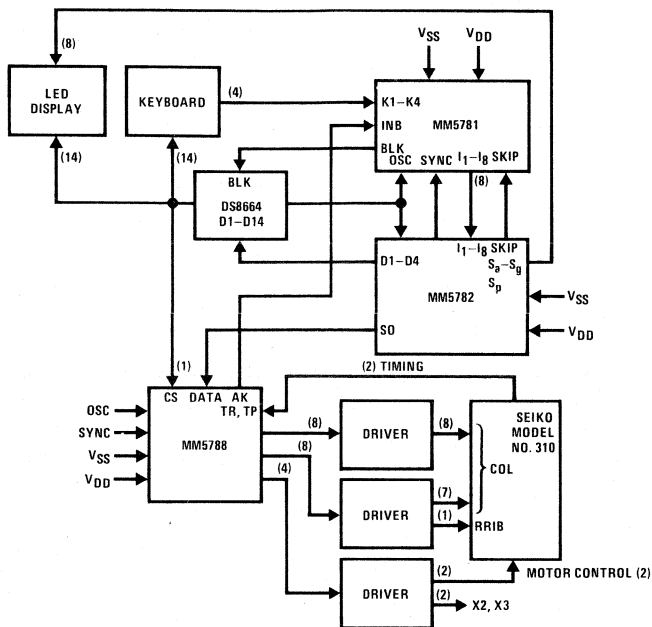 (8)
V_SS V_DD
LED
DISPLAY
KEYBOARD
(4)
K1–K4
INB
BLK
MM5781
OSC SYNC I1–I8 SKIP
(14)
(14)
(8)
BLK
DS8664
D1–D14
D1–D4
I1–I8 SKIP
Sa–Sg
Sp
MM5782
SO
VSS
VDD
(1)
(2) TIMING
CS DATA AK
TR, TP
MM5788
OSC
SYNC
VSS
VDD
(8)
(8)
(4)
DRIVER
(8)
SEIKO
MODEL
NO. 310
COL
DRIVER
(7)
(1)
RRIB
DRIVER
(2)
(2)
MOTOR CONTROL (2)
X2, X3